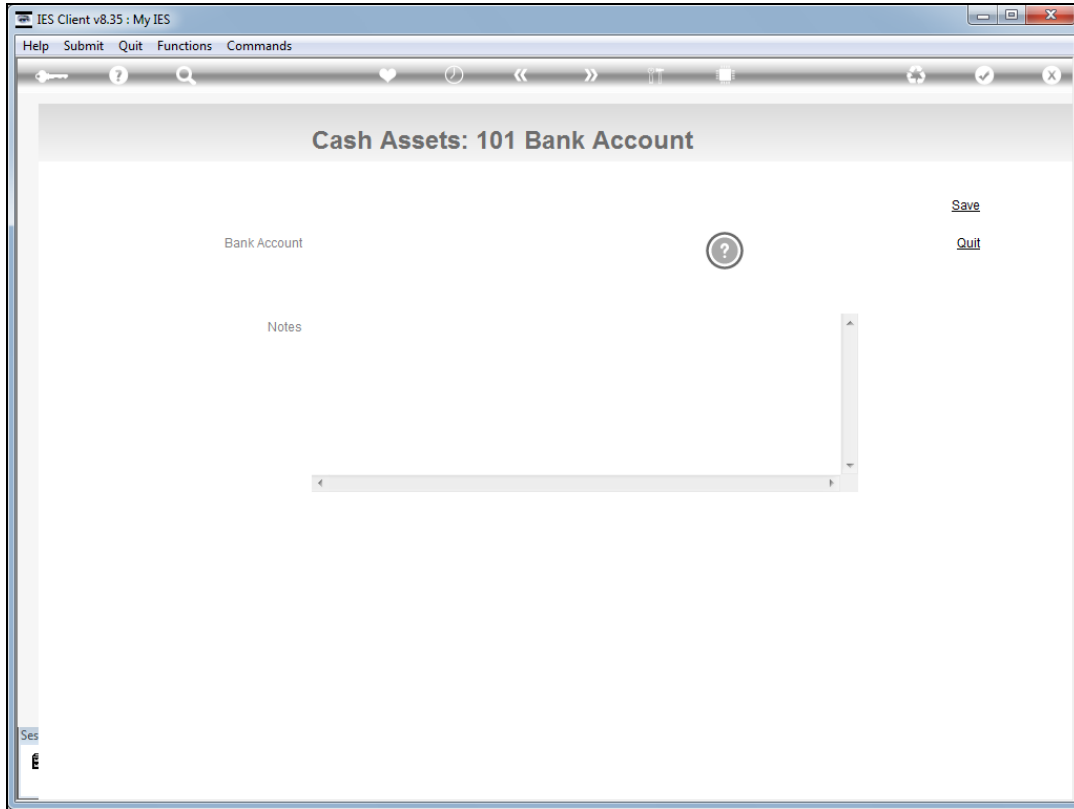 IES Client v8.35 : My IES
Help Submit Quit Functions Commands
Cash Assets: 101 Bank Account
Save
Bank Account
?
Quit
Notes
Ses